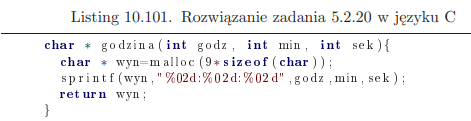 Listing 10.101. Rozwiązanie zadania 5.2.20 w języku C
char * godzina(int godz, int min, int sek){
char * wyn=malloc(9*sizeof(char));
sprintf(wyn,"%02d:%02d:%02d",godz,min,sek);
return wyn;
}